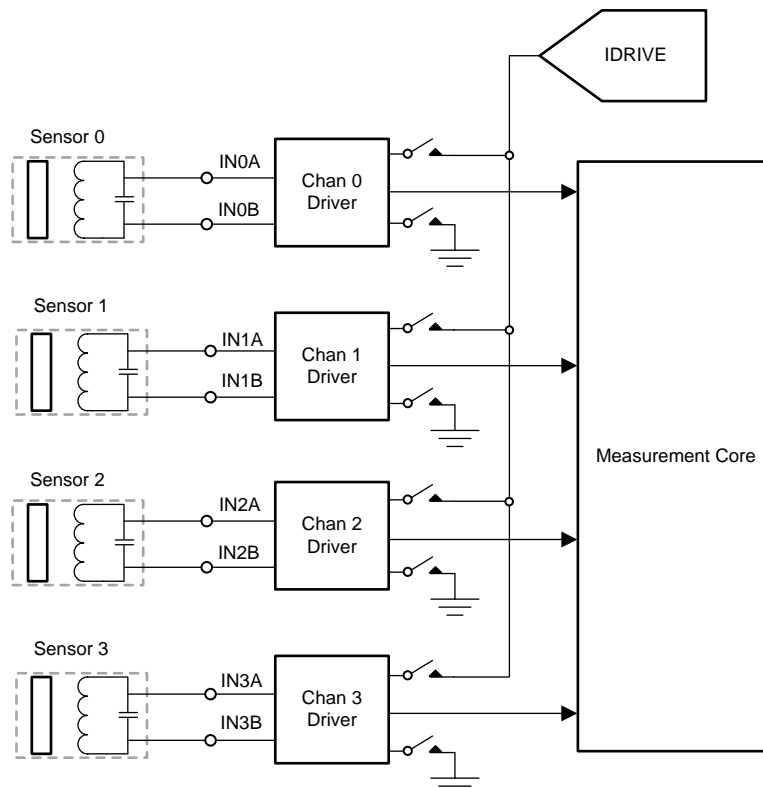 IDRIVE
Sensor 0
IN0A
IN0B
Chan 0
Driver
Sensor 1
IN1A
IN1B
Chan 1
Driver
Measurement Core
Sensor 2
IN2A
IN2B
Chan 2
Driver
Sensor 3
IN3A
IN3B
Chan 3
Driver